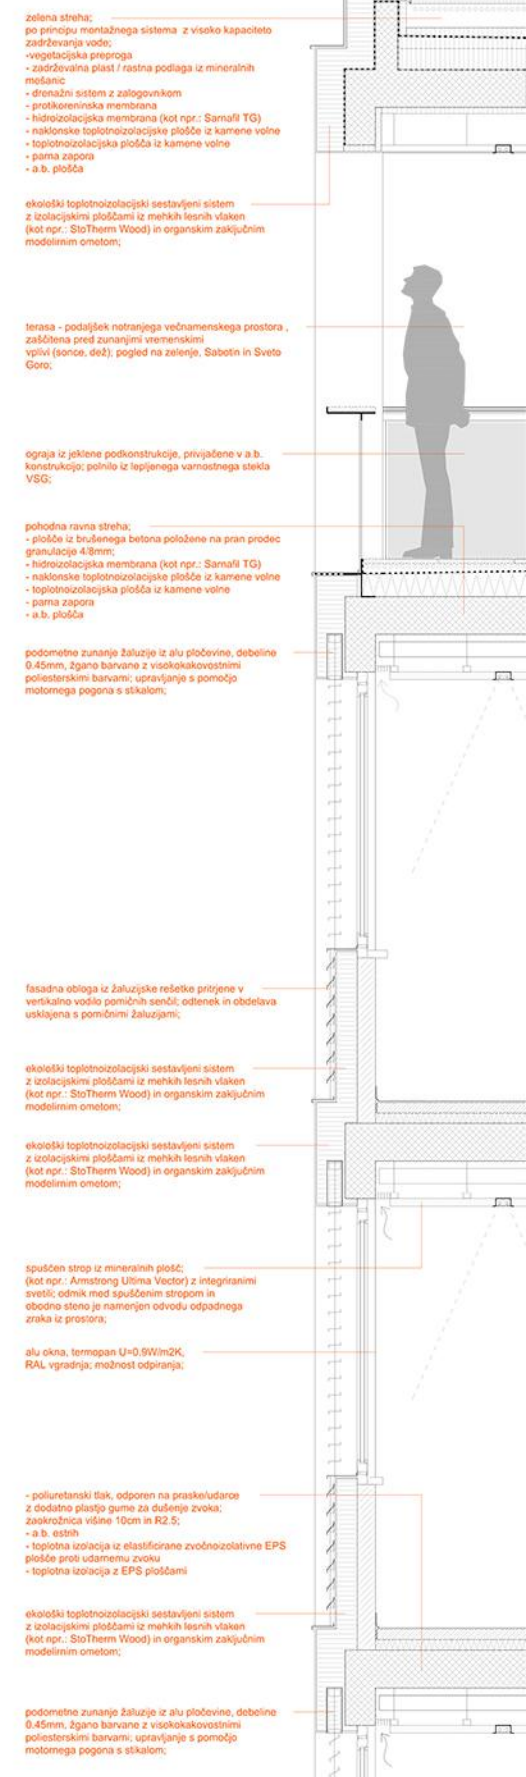 zelena streha;
po principu montažnega sistema z visoko kapaciteto
zadrževanja vode;
-vegetacijska preproga
- zadrževalna plast / rastna podlaga iz mineralnih
mešanic
- drenažni sistem z zalogovnikom
- protikoreninska membrana
- hidroizolacijska membrana (kot npr.: Sarnafil TG)
- naklonske toplotnoizolacijske plošče iz kamene volne
- toplotnoizolacijska plošča iz kamene volne
- parna zapora
- a.b. plošča
ekološki toplotnoizolacijski sestavljeni sistem
z izolacijskimi ploščami iz mehkih lesnih vlaken
(kot npr.: StoTherm Wood) in organskim zaključnim
modelirnim ometom;
terasa - podaljšek notranjega večnamenskega prostora ,
zaščitena pred zunanjimi vremenskimi
vplivi (sonce, dež); pogled na zelenje, Sabotin in Sveto
Goro;
ograja iz jeklene podkonstrukcije, privijačene v a.b.
konstrukcijo; polnilo iz lepljenega varnostnega stekla
VSG;
pohodna ravna streha;
- plošče iz brušenega betona položene na pran prodec
granulacije 4/8mm;
- hidroizolacijska membrana (kot npr.: Sarnafil TG)
- naklonske toplotnoizolacijske plošče iz kamene volne
- toplotnoizolacijska plošča iz kamene volne
- parna zapora
- a.b. plošča
podometne zunanje žaluzije iz alu pločevine, debeline
0.45mm, žgano barvane z visokokakovostnimi
poliesterskimi barvami; upravljanje s pomočjo
motornega pogona s stikalom;
fasadna obloga iz žaluzijske rešetke pritrjene v
vertikalno vodilo pomičnih senčil; odtenek in obdelava
usklajena s pomičnimi žaluzijami;
ekološki toplotnoizolacijski sestavljeni sistem
z izolacijskimi ploščami iz mehkih lesnih vlaken
(kot npr.: StoTherm Wood) in organskim zaključnim
modelirnim ometom;
ekološki toplotnoizolacijski sestavljeni sistem
z izolacijskimi ploščami iz mehkih lesnih vlaken
(kot npr.: StoTherm Wood) in organskim zaključnim
modelirnim ometom;
spuščen strop iz mineralnih plošč;
(kot npr.: Armstrong Ultima Vector) z integriranimi
svetili; odmik med spuščenim stropom in
obodno steno je namenjen odvodu odpadnega
zraka iz prostora;
alu okna, termopan U=0.9W/m2K,
RAL vgradnja; možnost odpiranja;
- poliuretanski tlak, odporen na praske/udarce
z dodatno plastjo gume za dušenje zvoka;
zaokrožnica višine 10cm in R2.5;
- a.b. estrih
- toplotna izolacija iz elastificirane zvočnoizolativne EPS
plošče proti udarnemu zvoku
- toplotna izolacija z EPS ploščami
ekološki toplotnoizolacijski sestavljeni sistem
z izolacijskimi ploščami iz mehkih lesnih vlaken
(kot npr.: StoTherm Wood) in organskim zaključnim
modelirnim ometom;
podometne zunanje žaluzije iz alu pločevine, debeline
0.45mm, žgano barvane z visokokakovostnimi
poliesterskimi barvami; upravljanje s pomočjo
motornega pogona s stikalom;